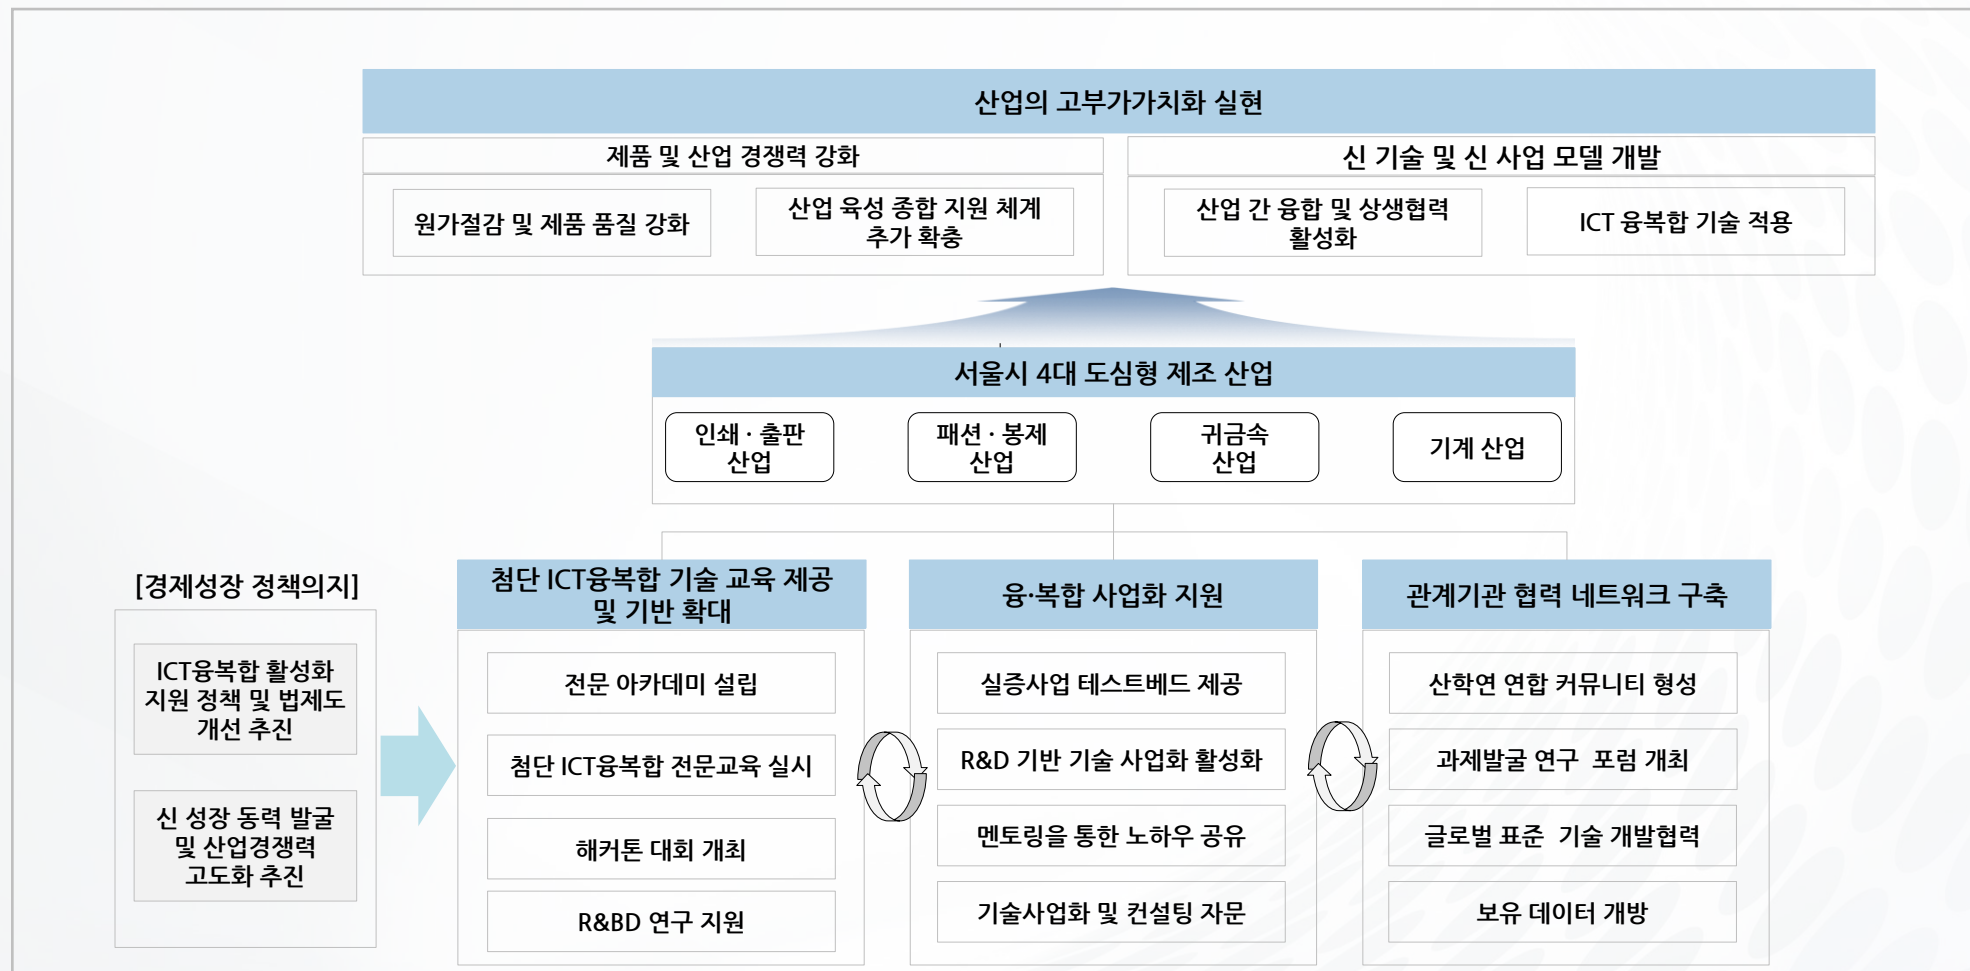 산업의 고부가가치화 실현
제품 및 산업 경쟁력 강화
원가절감 및 제품 품질 강화
산업 육성 종합 지원 체계
추가 확충
신 기술 및 신 사업 모델 개발
산업 간 융합 및 상생협력
활성화
ICT 융복합 기술 적용
서울시 4대 도심형 제조 산업
인쇄 · 출판
산업
패션 · 봉제
산업
귀금속
산업
기계 산업
[경제성장 정책의지]
ICT융복합 활성화
지원 정책 및 법제도
개선 추진
신 성장 동력 발굴
및 산업경쟁력
고도화 추진
첨단 ICT융복합 기술 교육 제공
및 기반 확대
전문 아카데미 설립
첨단 ICT융복합 전문교육 실시
해커톤 대회 개최
R&BD 연구 지원
융·복합 사업화 지원
실증사업 테스트베드 제공
R&D 기반 기술 사업화 활성화
멘토링을 통한 노하우 공유
기술사업화 및 컨설팅 자문
관계기관 협력 네트워크 구축
산학연 연합 커뮤니티 형성
과제발굴 연구 포럼 개최
글로벌 표준 기술 개발협력
보유 데이터 개방